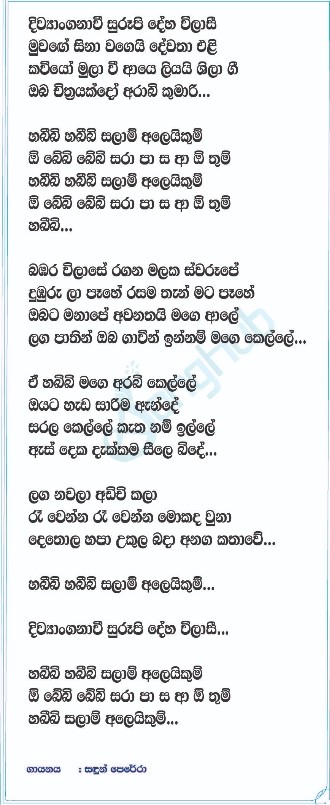 දිව්‍යාංගනාවී සුරූපී දේහ විලාසී
මුවගේ සිනා වගෙයි දේවතා එළි
කවියෝ මුලා වී ආයෙ ලියයි ශිලා ගී
ඔබ චිත්‍රයක්දෝ අරාබි කුමාරී...
හබීබි හබීබි සලාම් අලෙයිකුම්
ඕ බේබි බේබි සරා පා ස ආ ඕ තුම්
හබීබි හබීබි සලාම් අලෙයිකුම්
ඕ බේබි බේබි සරා පා ස ආ ඕ තුම්
හබීබි...
බඹර විලාසේ රගන මලක ස්වරූපේ
දුඹුරු ලා පෑහේ රසම තැන් මට පෑහේ
ඔබට මනාපේ අවනතයි මගෙ ආලේ
ලග පාතින් ඔබ ගාවින් ඉන්නම් මගෙ කෙල්ලේ...
ඒ හබීබි මගෙ අරාබි කෙල්ලේ
ඔයට හැඩ සාරිම ඇන්දේ
සරල කෙල්ලේ කැත නම් ඉල්ලේ
ඇස් දෙක දැක්කම සීලෙ බිදේ...
ලග නවලා අඩ්චි කලා
රෑ වෙන්න රෑ වෙන්න මොකද වුනා
දෙතොල හපා උකුල බදා අනග කතාවේ...
හබීබි හබීබි සලාම් අලෙයිකුම්...
දිව්‍යාංගනාවී සුරූපී දේහ විලාසී...
හබීබි හබීබි සලාම් අලෙයිකුම්
ඕ බේබි බේබි සරා පා ස ආ ඕ තුම්
හබීබි සලාම් අලෙයිකුම්...
ගායනය : සඳුන් පෙරේරා